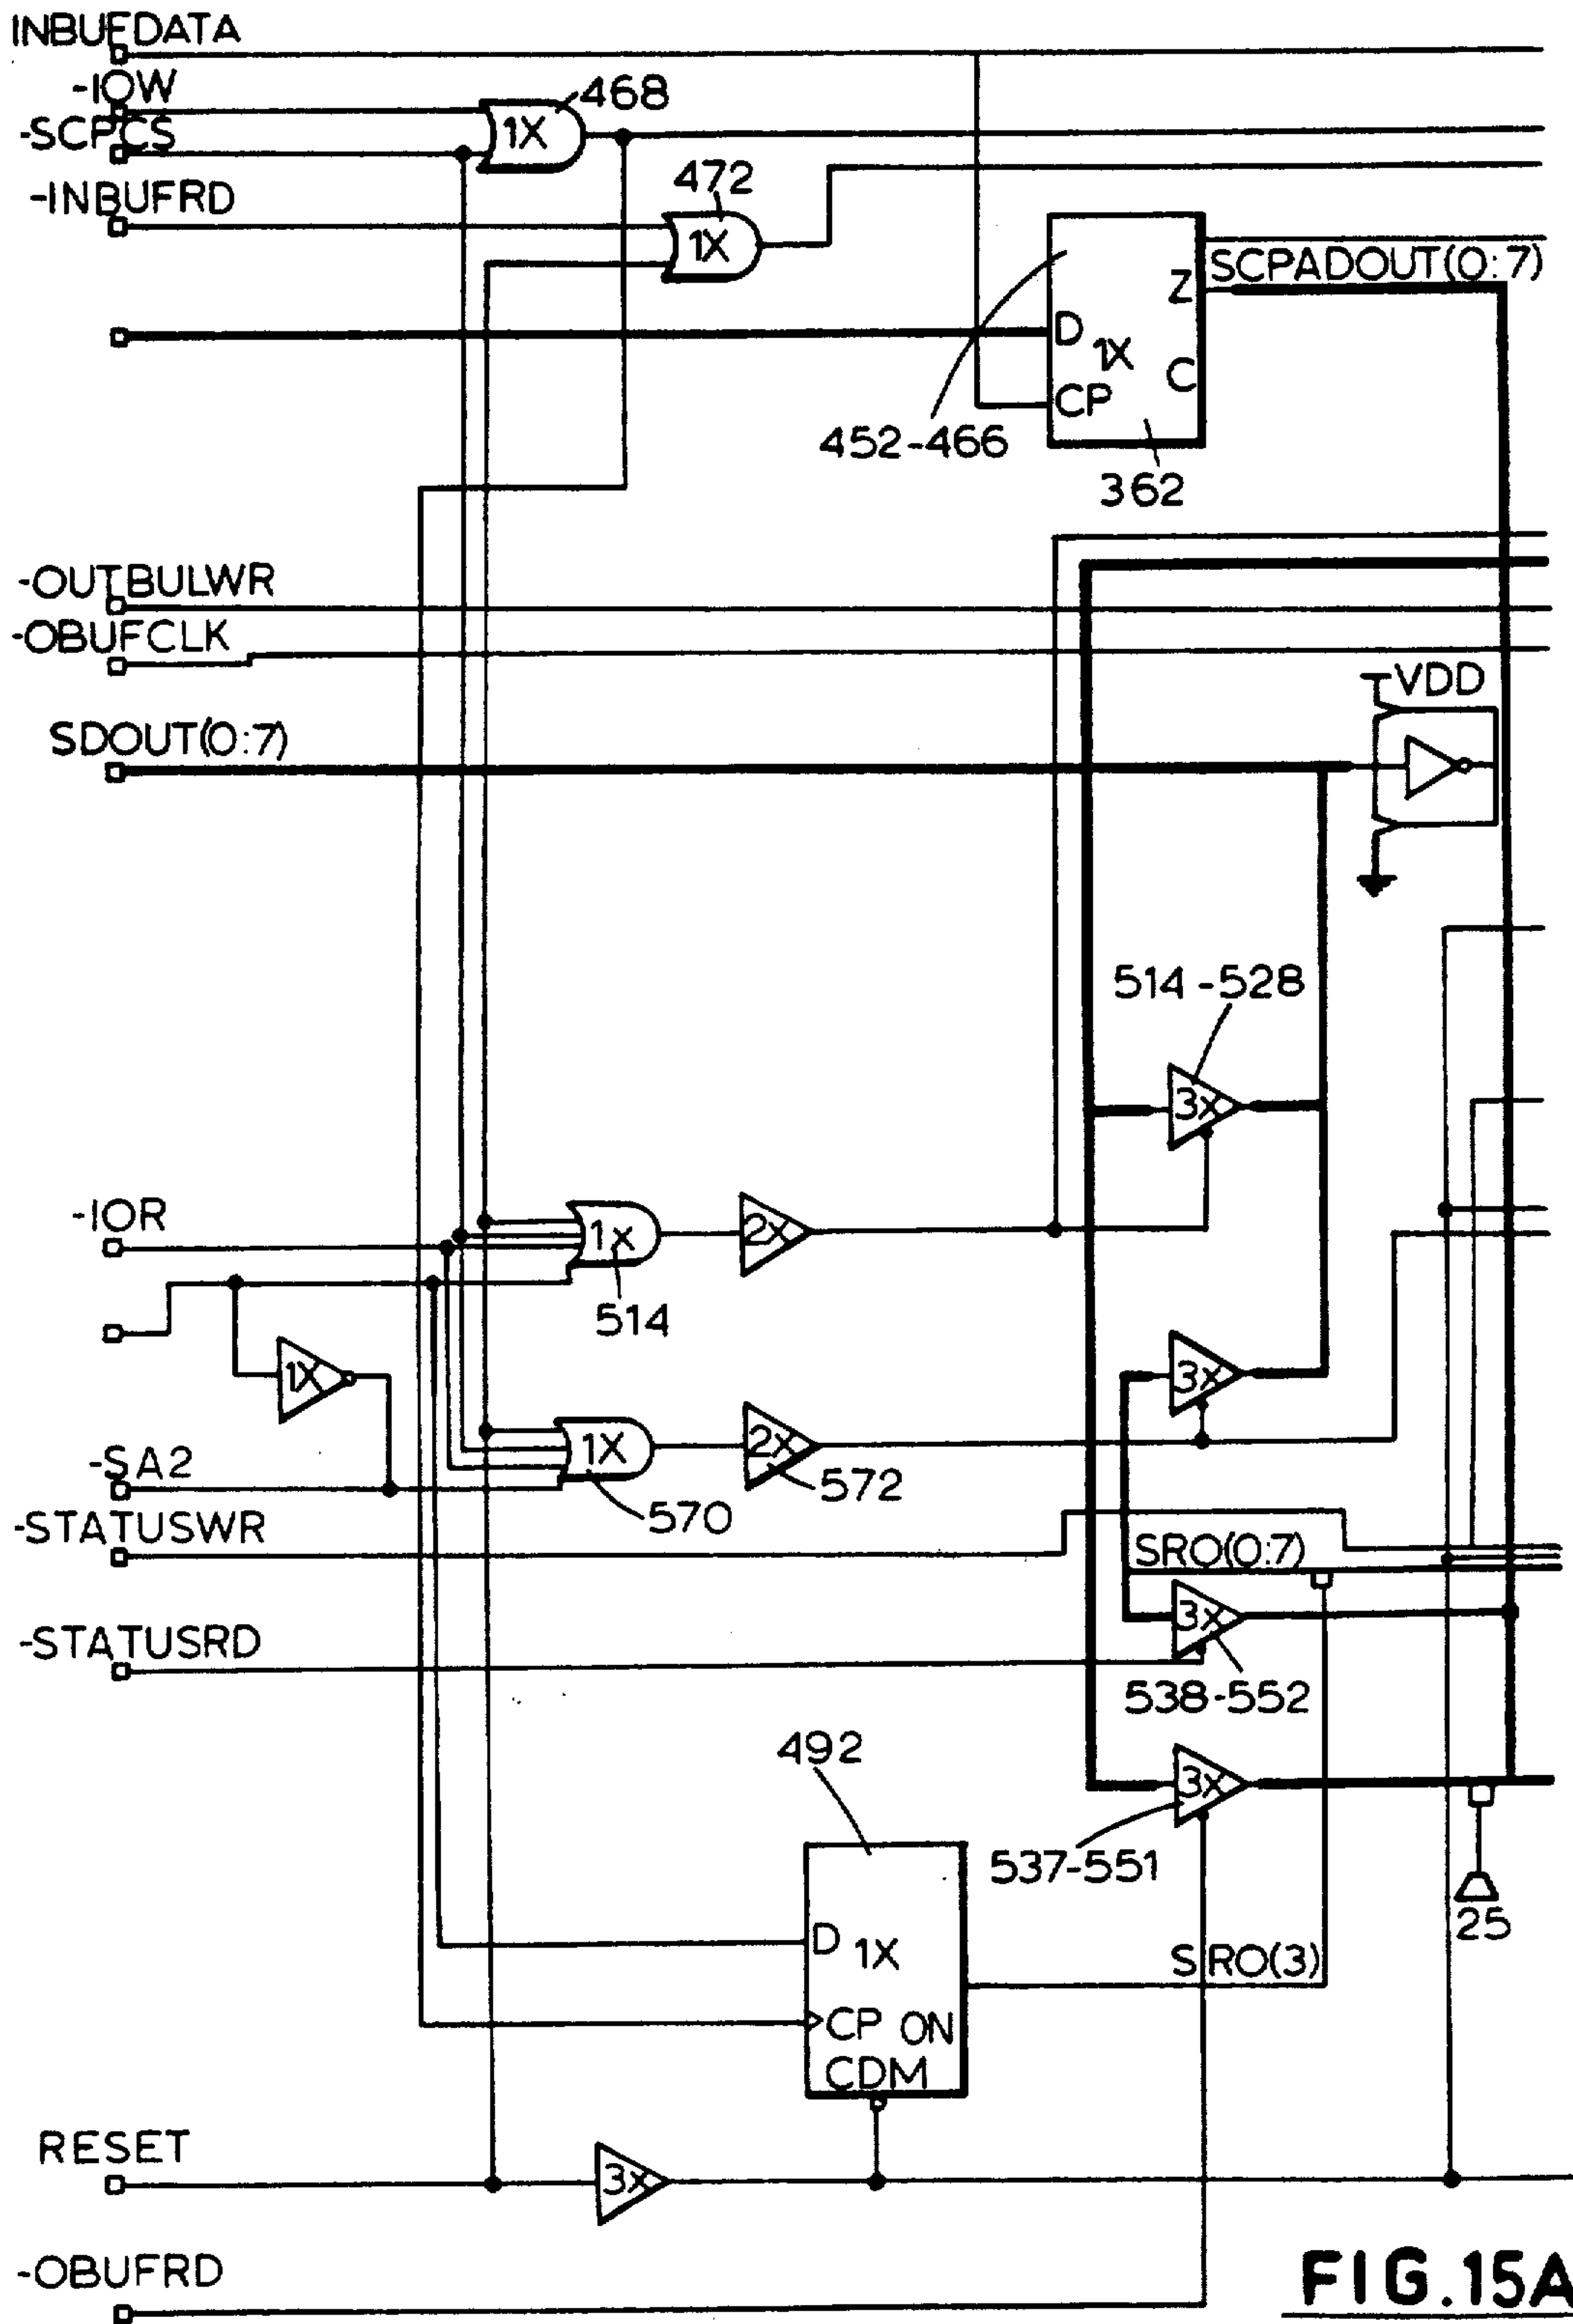 INBUFDATA
-IOW
468
-SCPCS
1X
-INBUFRD
472
1X
SCPADOUT(0:7)
Z
D
1X
C
CP
452-466
362
-OUTBULWR
-OBUFCLK
VDD
SDOUT(0:7)
514-528
3X
-IOR
1X
2X
514
3X
1X
-SA2
1X
2X
572
570
-STATUSWR
SRO(0:7)
3X
-STATUSRD
538-552
492
3X
537-551
25
D
1X
SRO(3)
CP
ON
CDM
RESET
3X
-OBUFRD
FIG.15A